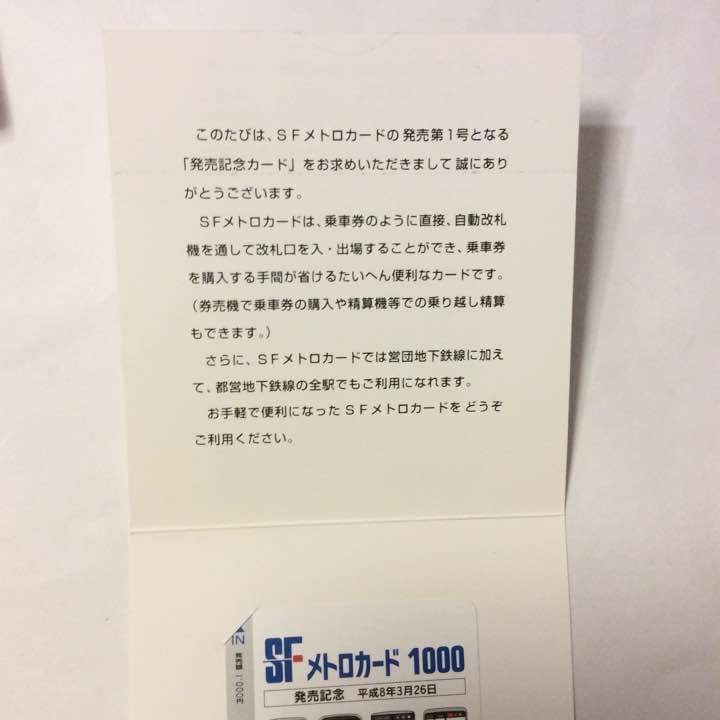 このたびは、ＳＦメトロカードの発売第１号となる
「発売記念カード」をお求めいただきまして誠にあり
がとうございます。
ＳＦメトロカードは、乗車券のように直接、自動改札
機を通して改札口を入・出場することができ、乗車券
を購入する手間が省けるたいへん便利なカードです。
（券売機で乗車券の購入や精算機等での乗り越し精算
もできます。）
さらに、ＳＦメトロカードでは営団地下鉄線に加え
て、都営地下鉄線の全駅でもご利用になれます。
お手軽で便利になったＳＦメトロカードをどうぞ
ご利用ください。
IN
発売額 1,000円
SFメトロカード 1000
発売記念 平成8年3月26日